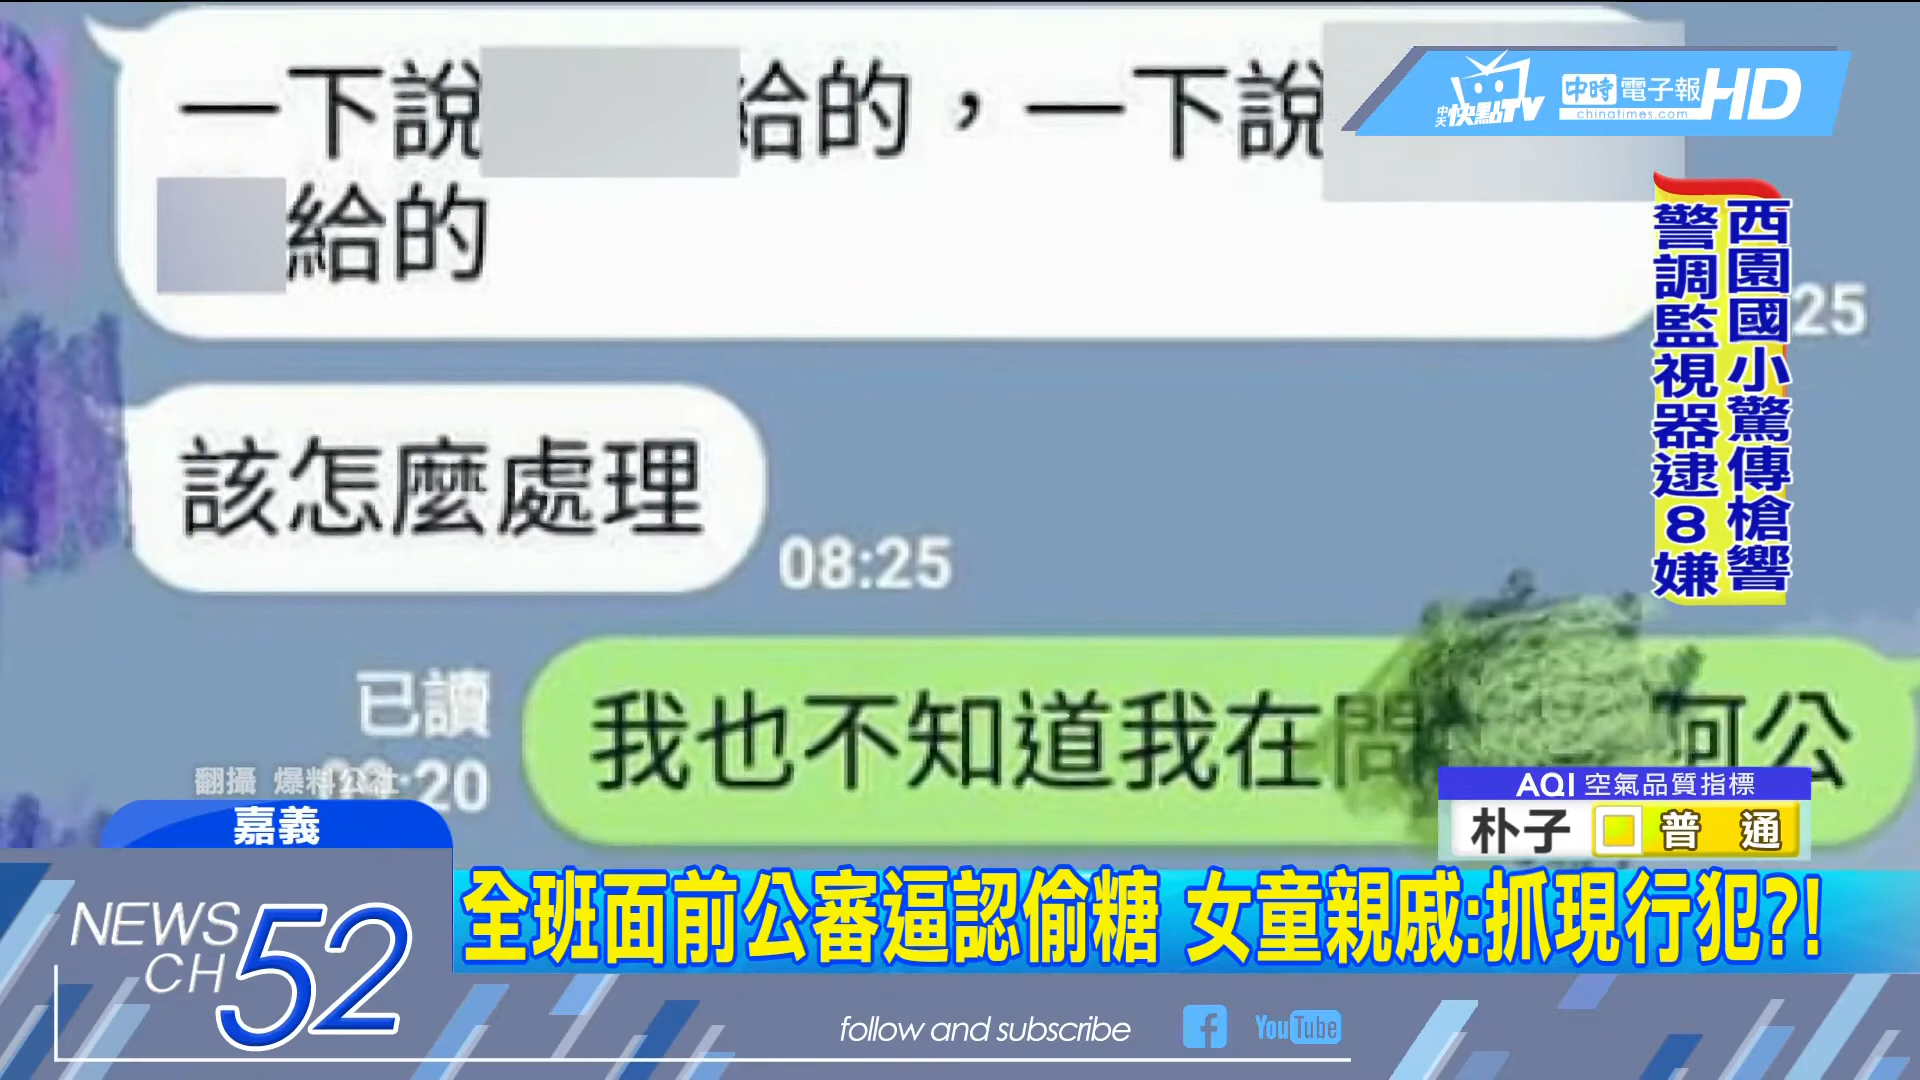 一下說 給的，一下說
給的
中天快點TV 中時電子報HD
chinatimes.com
西園國小驚傳槍響
警調監視器逮8嫌
25
該怎麼處理
08:25
已讀
:20
我也不知道我在問 阿公
翻攝 爆料公社
AQI空氣品質指標
朴子 普通
嘉義
NEWS
CH
52
全班面前公審逼認偷糖 女童親戚:抓現行犯?!
follow and subscribe
YouTube